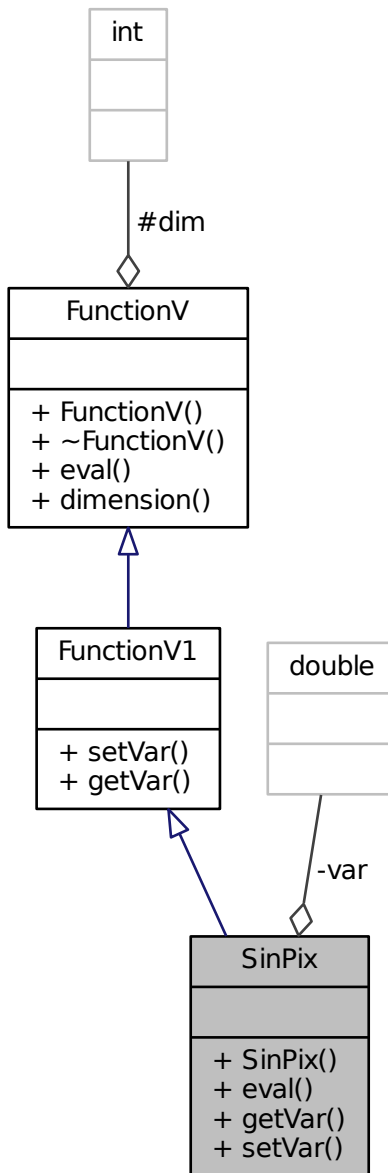 int
#dim
FunctionV
+ FunctionV()
+ ~FunctionV()
+ eval()
+ dimension()
FunctionV1
+ setVar()
+ getVar()
double
-var
SinPix
+ SinPix()
+ eval()
+ getVar()
+ setVar()